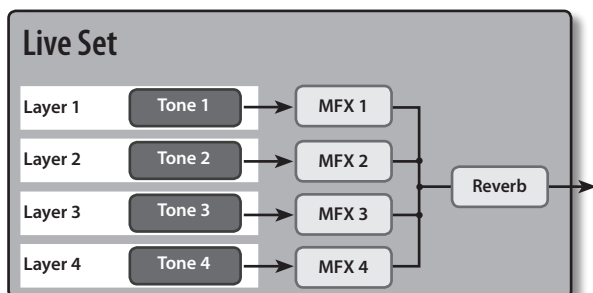 Live Set
Layer 1 Tone 1 MFX 1
Layer 2 Tone 2 MFX 2
Reverb
Layer 3 Tone 3 MFX 3
Layer 4 Tone 4 MFX 4